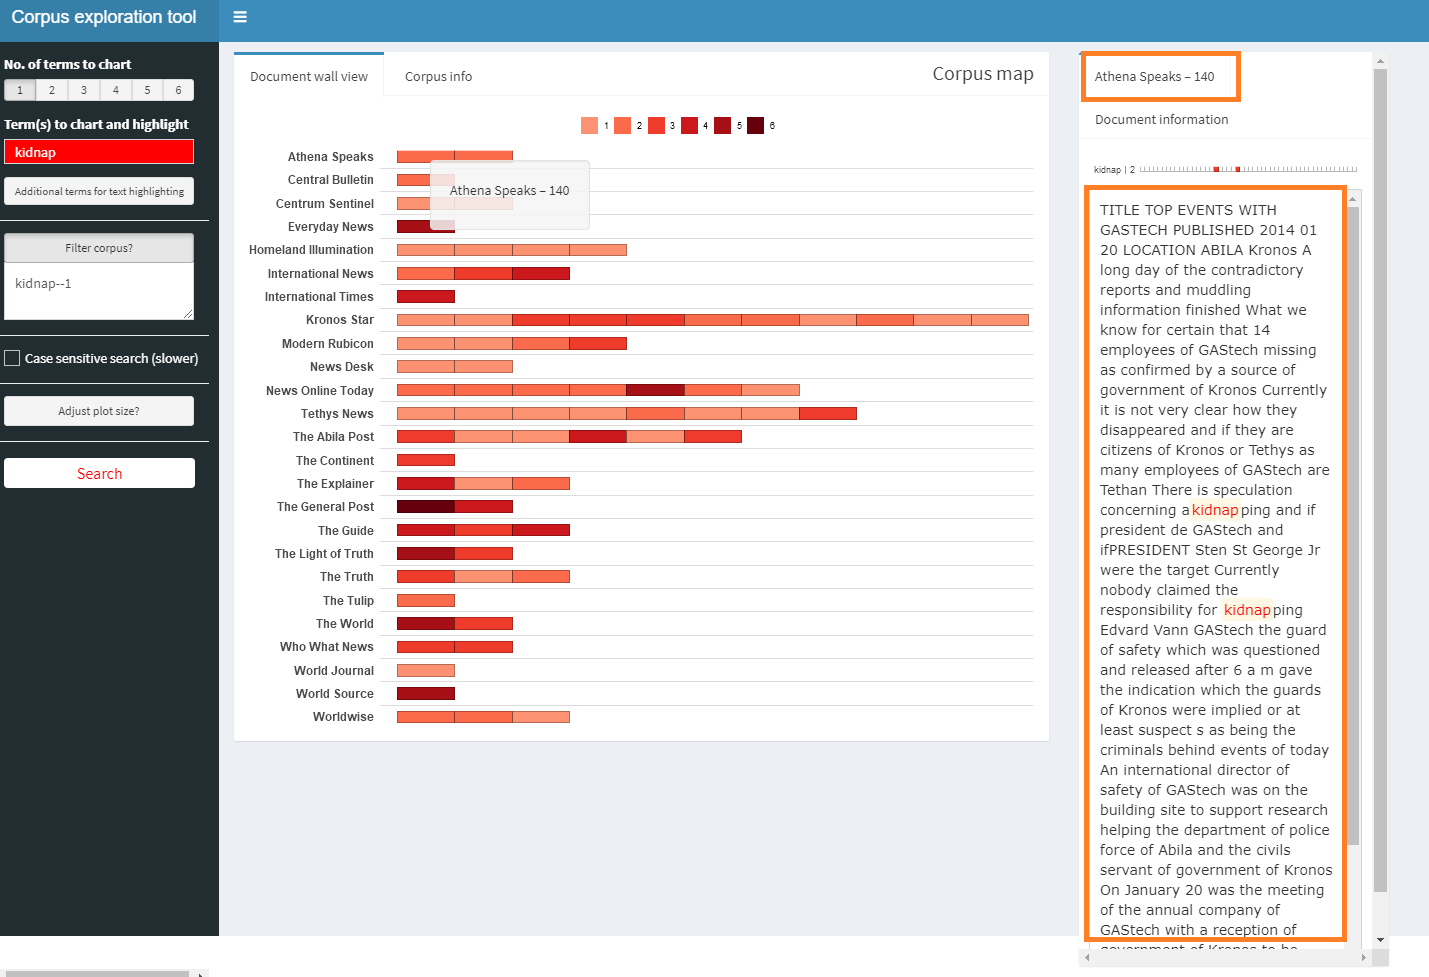 Corpus exploration tool
No. of terms to chart
1 2 3 4 5 6
Term(s) to chart and highlight
kidnap
Additional terms for text highlighting
Filter corpus?
kidnap--1
Case sensitive search (slower)
Adjust plot size?
Search
Document wall view
Corpus info
Corpus map
1 2 3 4 5 6
Athena Speaks
Central Bulletin
Centrum Sentinel
Everyday News
Homeland Illumination
International News
International Times
Kronos Star
Modern Rubicon
News Desk
News Online Today
Tethys News
The Abila Post
The Continent
The Explainer
The General Post
The Guide
The Light of Truth
The Truth
The Tulip
The World
Who What News
World Journal
World Source
Worldwise
Athena Speaks – 140
Athena Speaks – 140
Document information
kidnap | 2
TITLE TOP EVENTS WITH
GASTECH PUBLISHED 2014 01
20 LOCATION ABILA Kronos A
long day of the contradictory
reports and muddling
information finished What we
know for certain that 14
employees of GAStech missing
as confirmed by a source of
government of Kronos Currently
it is not very clear how they
disappeared and if they are
citizens of Kronos or Tethys as
many employees of GAStech are
Tethan There is speculation
concerning a kidnapping and if
president de GAStech and
ifPRESIDENT Sten St George Jr
were the target Currently
nobody claimed the
responsibility for kidnapping
Edvard Vann GAStech the guard
of safety which was questioned
and released after 6 a m gave
the indication which the guards
of Kronos were implied or at
least suspect s as being the
criminals behind events of today
An international director of
safety of GAStech was on the
building site to support research
helping the department of police
force of Abila and the civils
servant of government of Kronos
On January 20 was the meeting
of the annual company of
GAStech with a reception of
government of Kronos to be